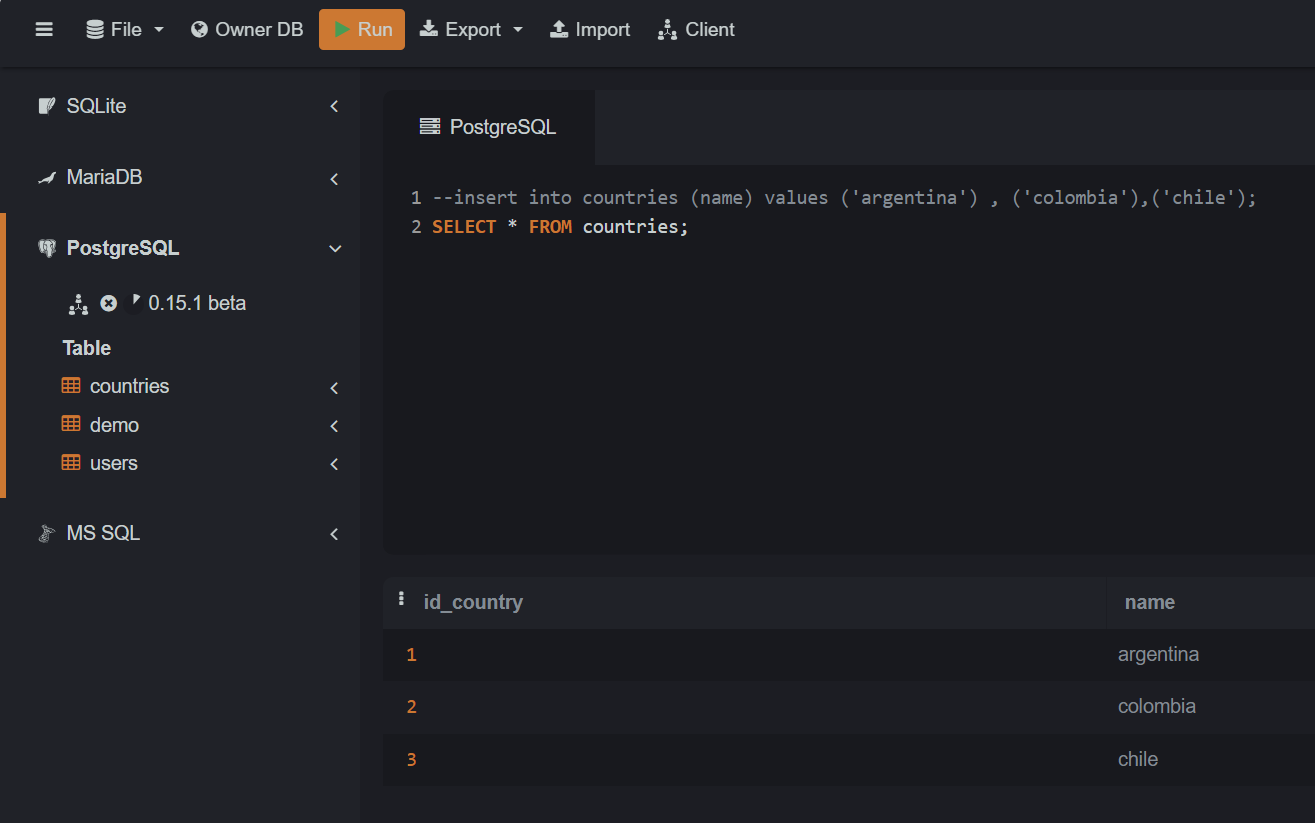 File Owner DB Run Export Import Client
SQLite
MariaDB
PostgreSQL
0.15.1 beta
Table
countries
demo
users
MS SQL
PostgreSQL
1 --insert into countries (name) values ('argentina') , ('colombia'),('chile');
2 SELECT * FROM countries;
id_country name
1 argentina
2 colombia
3 chile